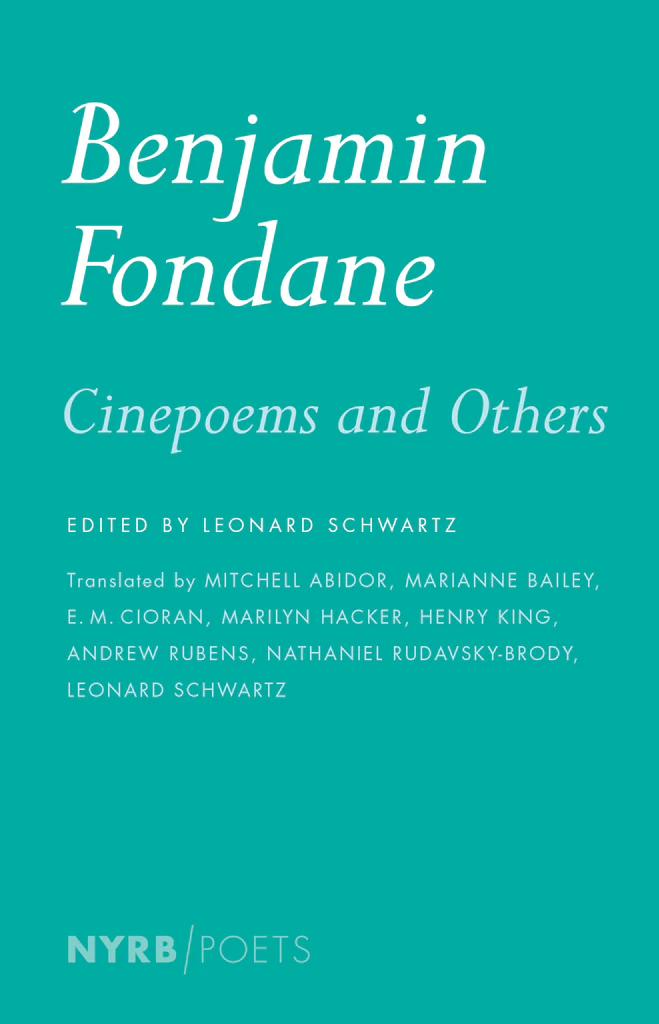 Benjamin
Fondane
Cinepoems and Others
EDITED BY LEONARD SCHWARTZ
Translated by MITCHELL ABIDOR, MARIANNE BAILEY,
E. M. CIORAN, MARILYN HACKER, HENRY KING,
ANDREW RUBENS, NATHANIEL RUDAVSKY-BRODY,
LEONARD SCHWARTZ
NYRB/POETS